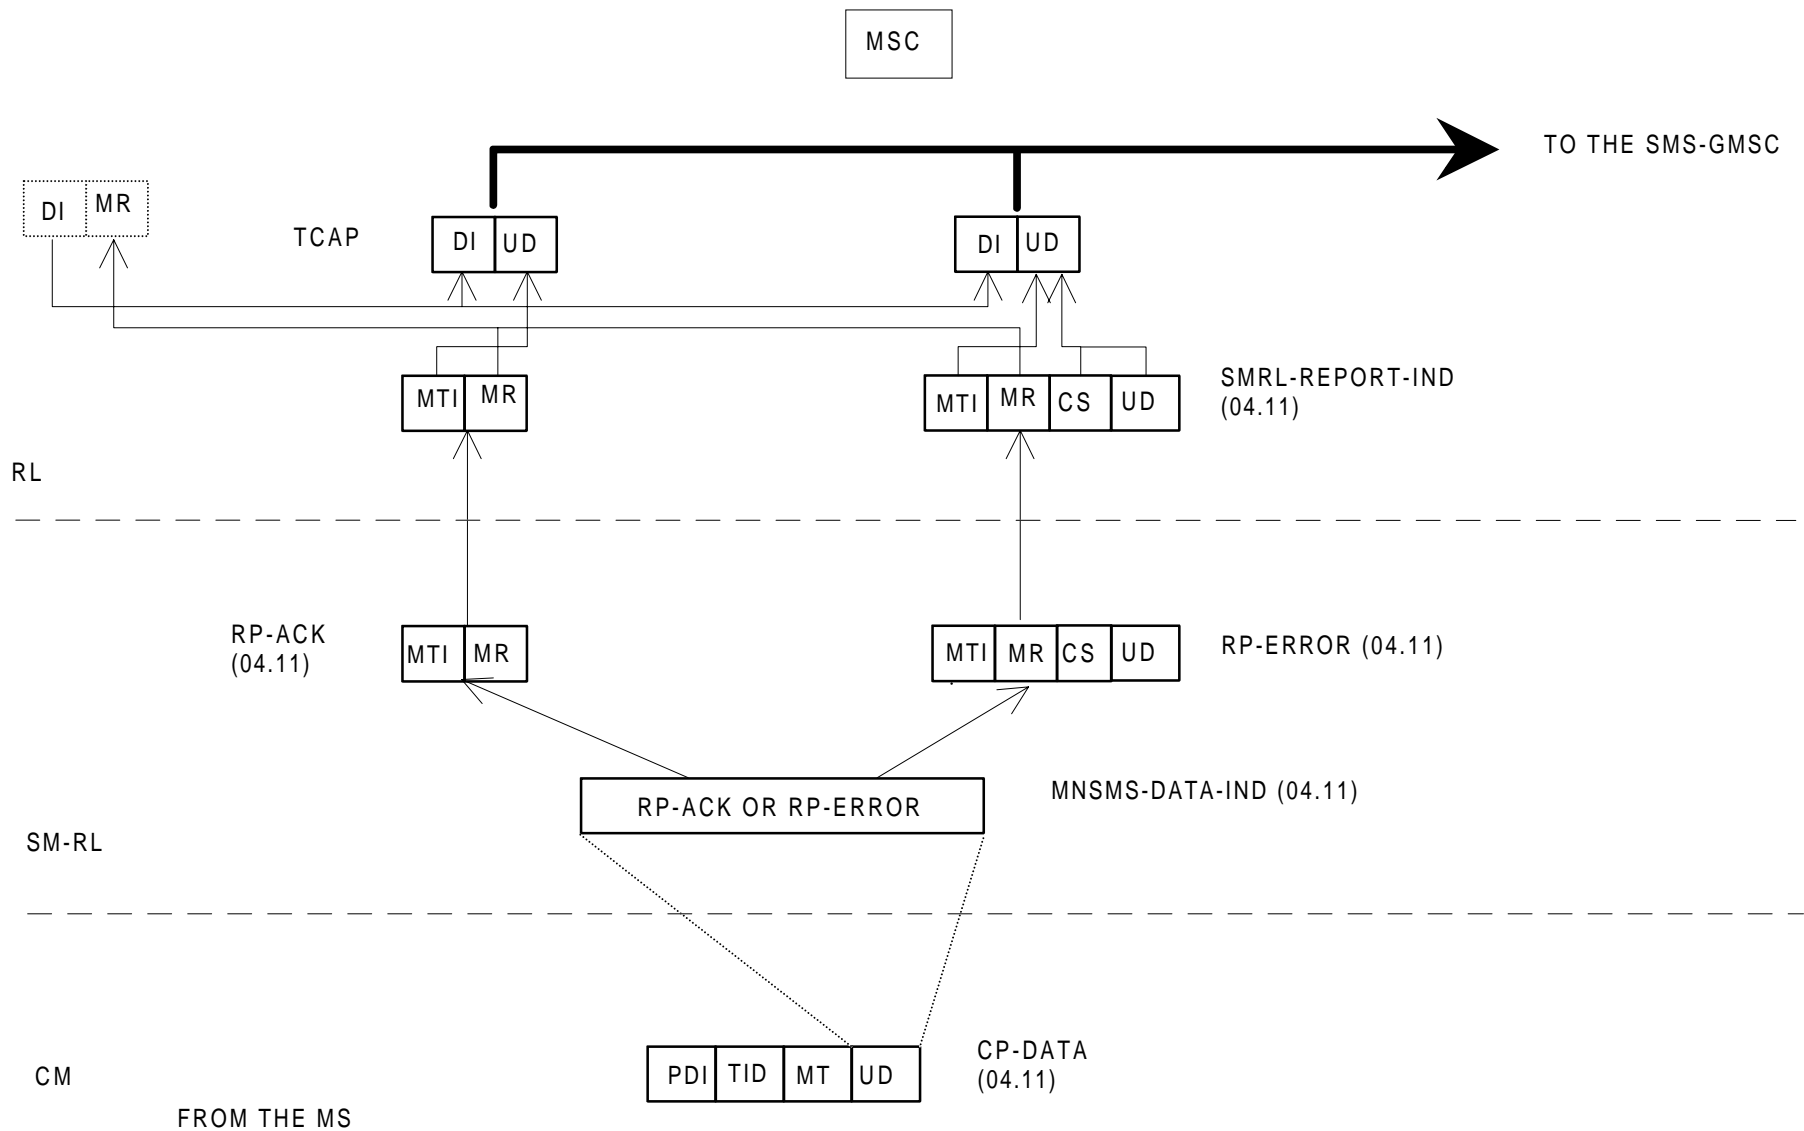 MSC
TO THE SMS-GMSC
DI MR
TCAP
DI UD
DI UD
MTI MR
MTI MR CS UD
SMRL-REPORT-IND
(04.11)
RL
RP-ACK
(04.11)
MTI MR
MTI MR CS UD
RP-ERROR (04.11)
RP-ACK OR RP-ERROR
MNSMS-DATA-IND (04.11)
SM-RL
CM
PDI TID MT UD
CP-DATA
(04.11)
FROM THE MS